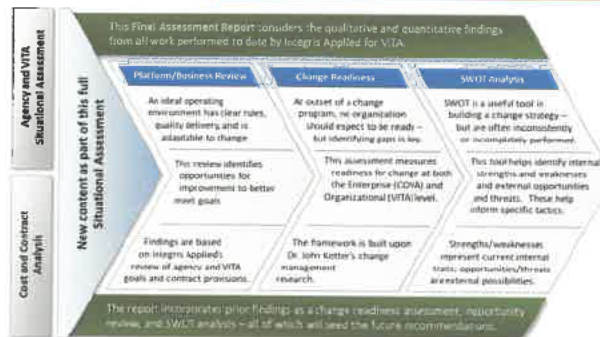 This Final Assessment Report considers the qualitative and quantitative findings
from all work performed to date by Integris Applied for VITA.
Agency and VITA
Situational Assessment
Cost and Contract
Analysis
New content as part of this full
Situational Assessment
Platform/Business Review
An ideal operating
environment has clear rules,
quality delivery, and is
adaptable to change
This review identifies
opportunities for
improvement to better
meet goals
Findings are based
on Integris Applied's
review of agency and VITA
goals and contract provisions.
Change Readiness
At outset of a change
program, no organization
should expect to be ready –
but identifying gaps is key.
This assessment measures
readiness for change at both
the Enterprise (COVA) and
Organizational (VITA) level.
The framework is built upon
Dr. John Kotter's change
management
research.
SWOT Analysis
SWOT is a useful tool in
building a change strategy –
but are often inconsistently
or incompletely performed.
This tool helps identify internal
strengths and weaknesses
and external opportunities
and threats. These help
inform specific tactics.
Strengths/weaknesses
represent current internal
traits; opportunities/threats
are external possibilities.
The report incorporates prior findings as a change readiness assessment, opportunity
review, and SWOT analysis – all of which will seed the future recommendations.